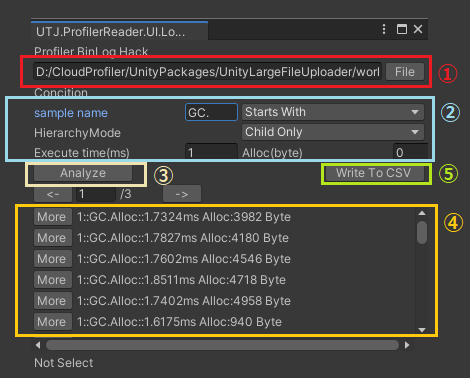 UTJ.ProfilerReader.UI.Lo...
Profiler BinLog Hack
D:/CloudProfiler/UnityPackages/UnityLargeFileUploader/worl File ①
Condition
②
sample name GC. Starts With
HierarchyMode Child Only
Execute time(ms) 1 Alloc(byte) 0
Analyze ③ Write To CSV ⑤
<- 1 /3 ->
More 1::GC.Alloc::1.7324ms Alloc:3982 Byte
More 1::GC.Alloc::1.7827ms Alloc:4180 Byte ④
More 1::GC.Alloc::1.7602ms Alloc:4546 Byte
More 1::GC.Alloc::1.8511ms Alloc:4718 Byte
More 1::GC.Alloc::1.7402ms Alloc:4958 Byte
More 1::GC.Alloc::1.6175ms Alloc:940 Byte
Not Select